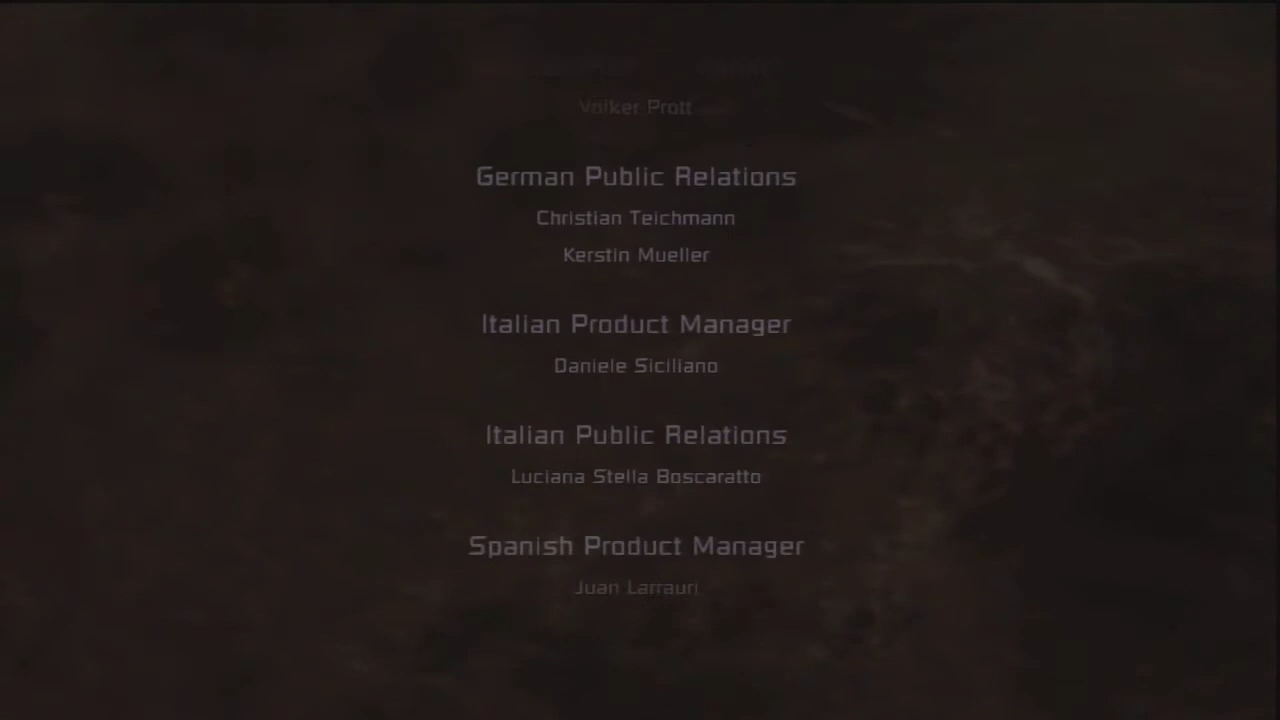 Volker Prott
German Public Relations
Christian Teichmann
Kerstin Mueller
Italian Product Manager
Daniele Siciliano
Italian Public Relations
Luciana Stella Boscaratto
Spanish Product Manager
Juan Larrauri